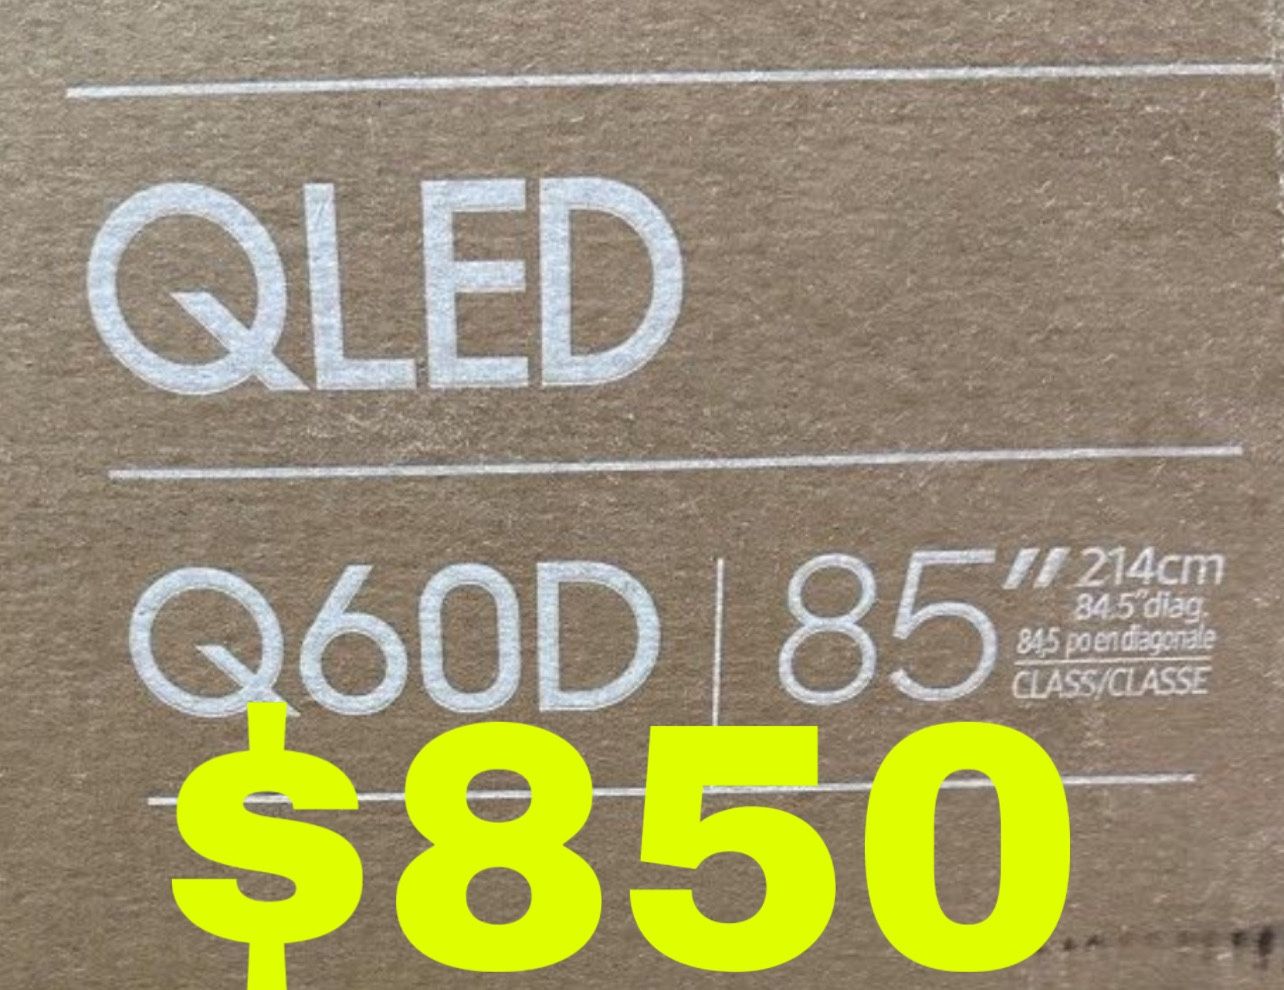 QLED
Q60D | 85" 214cm
84.5"diag.
84,5 po en diagonale
CLASS/CLASSE
$850